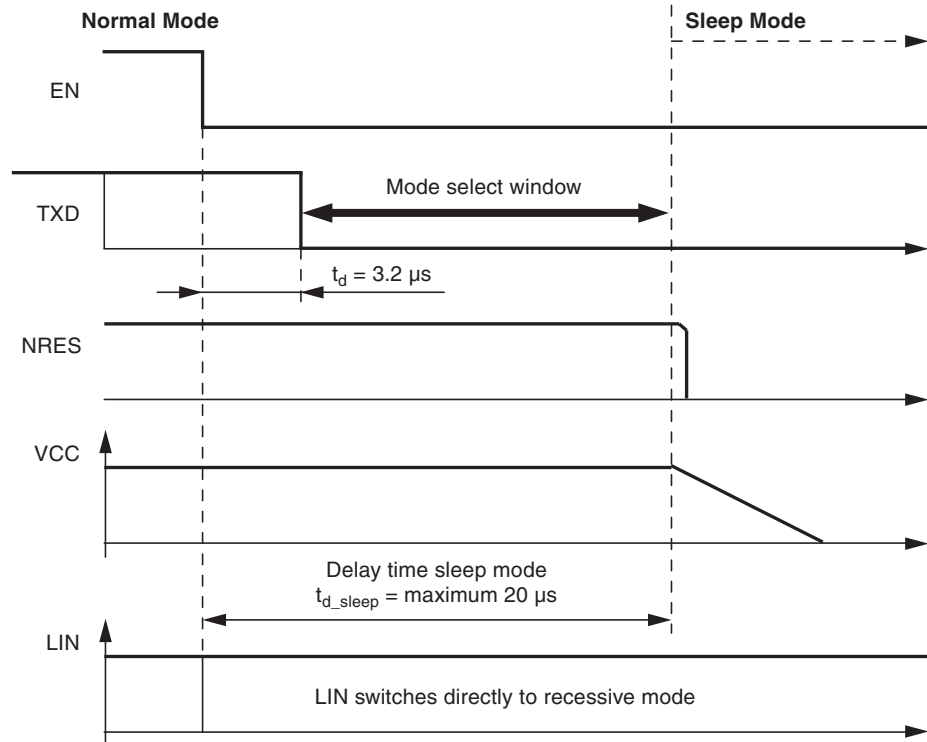 Normal Mode
Sleep Mode
EN
Mode select window
TXD
t_d = 3.2 µs
NRES
VCC
Delay time sleep mode
t_d_sleep = maximum 20 µs
LIN
LIN switches directly to recessive mode